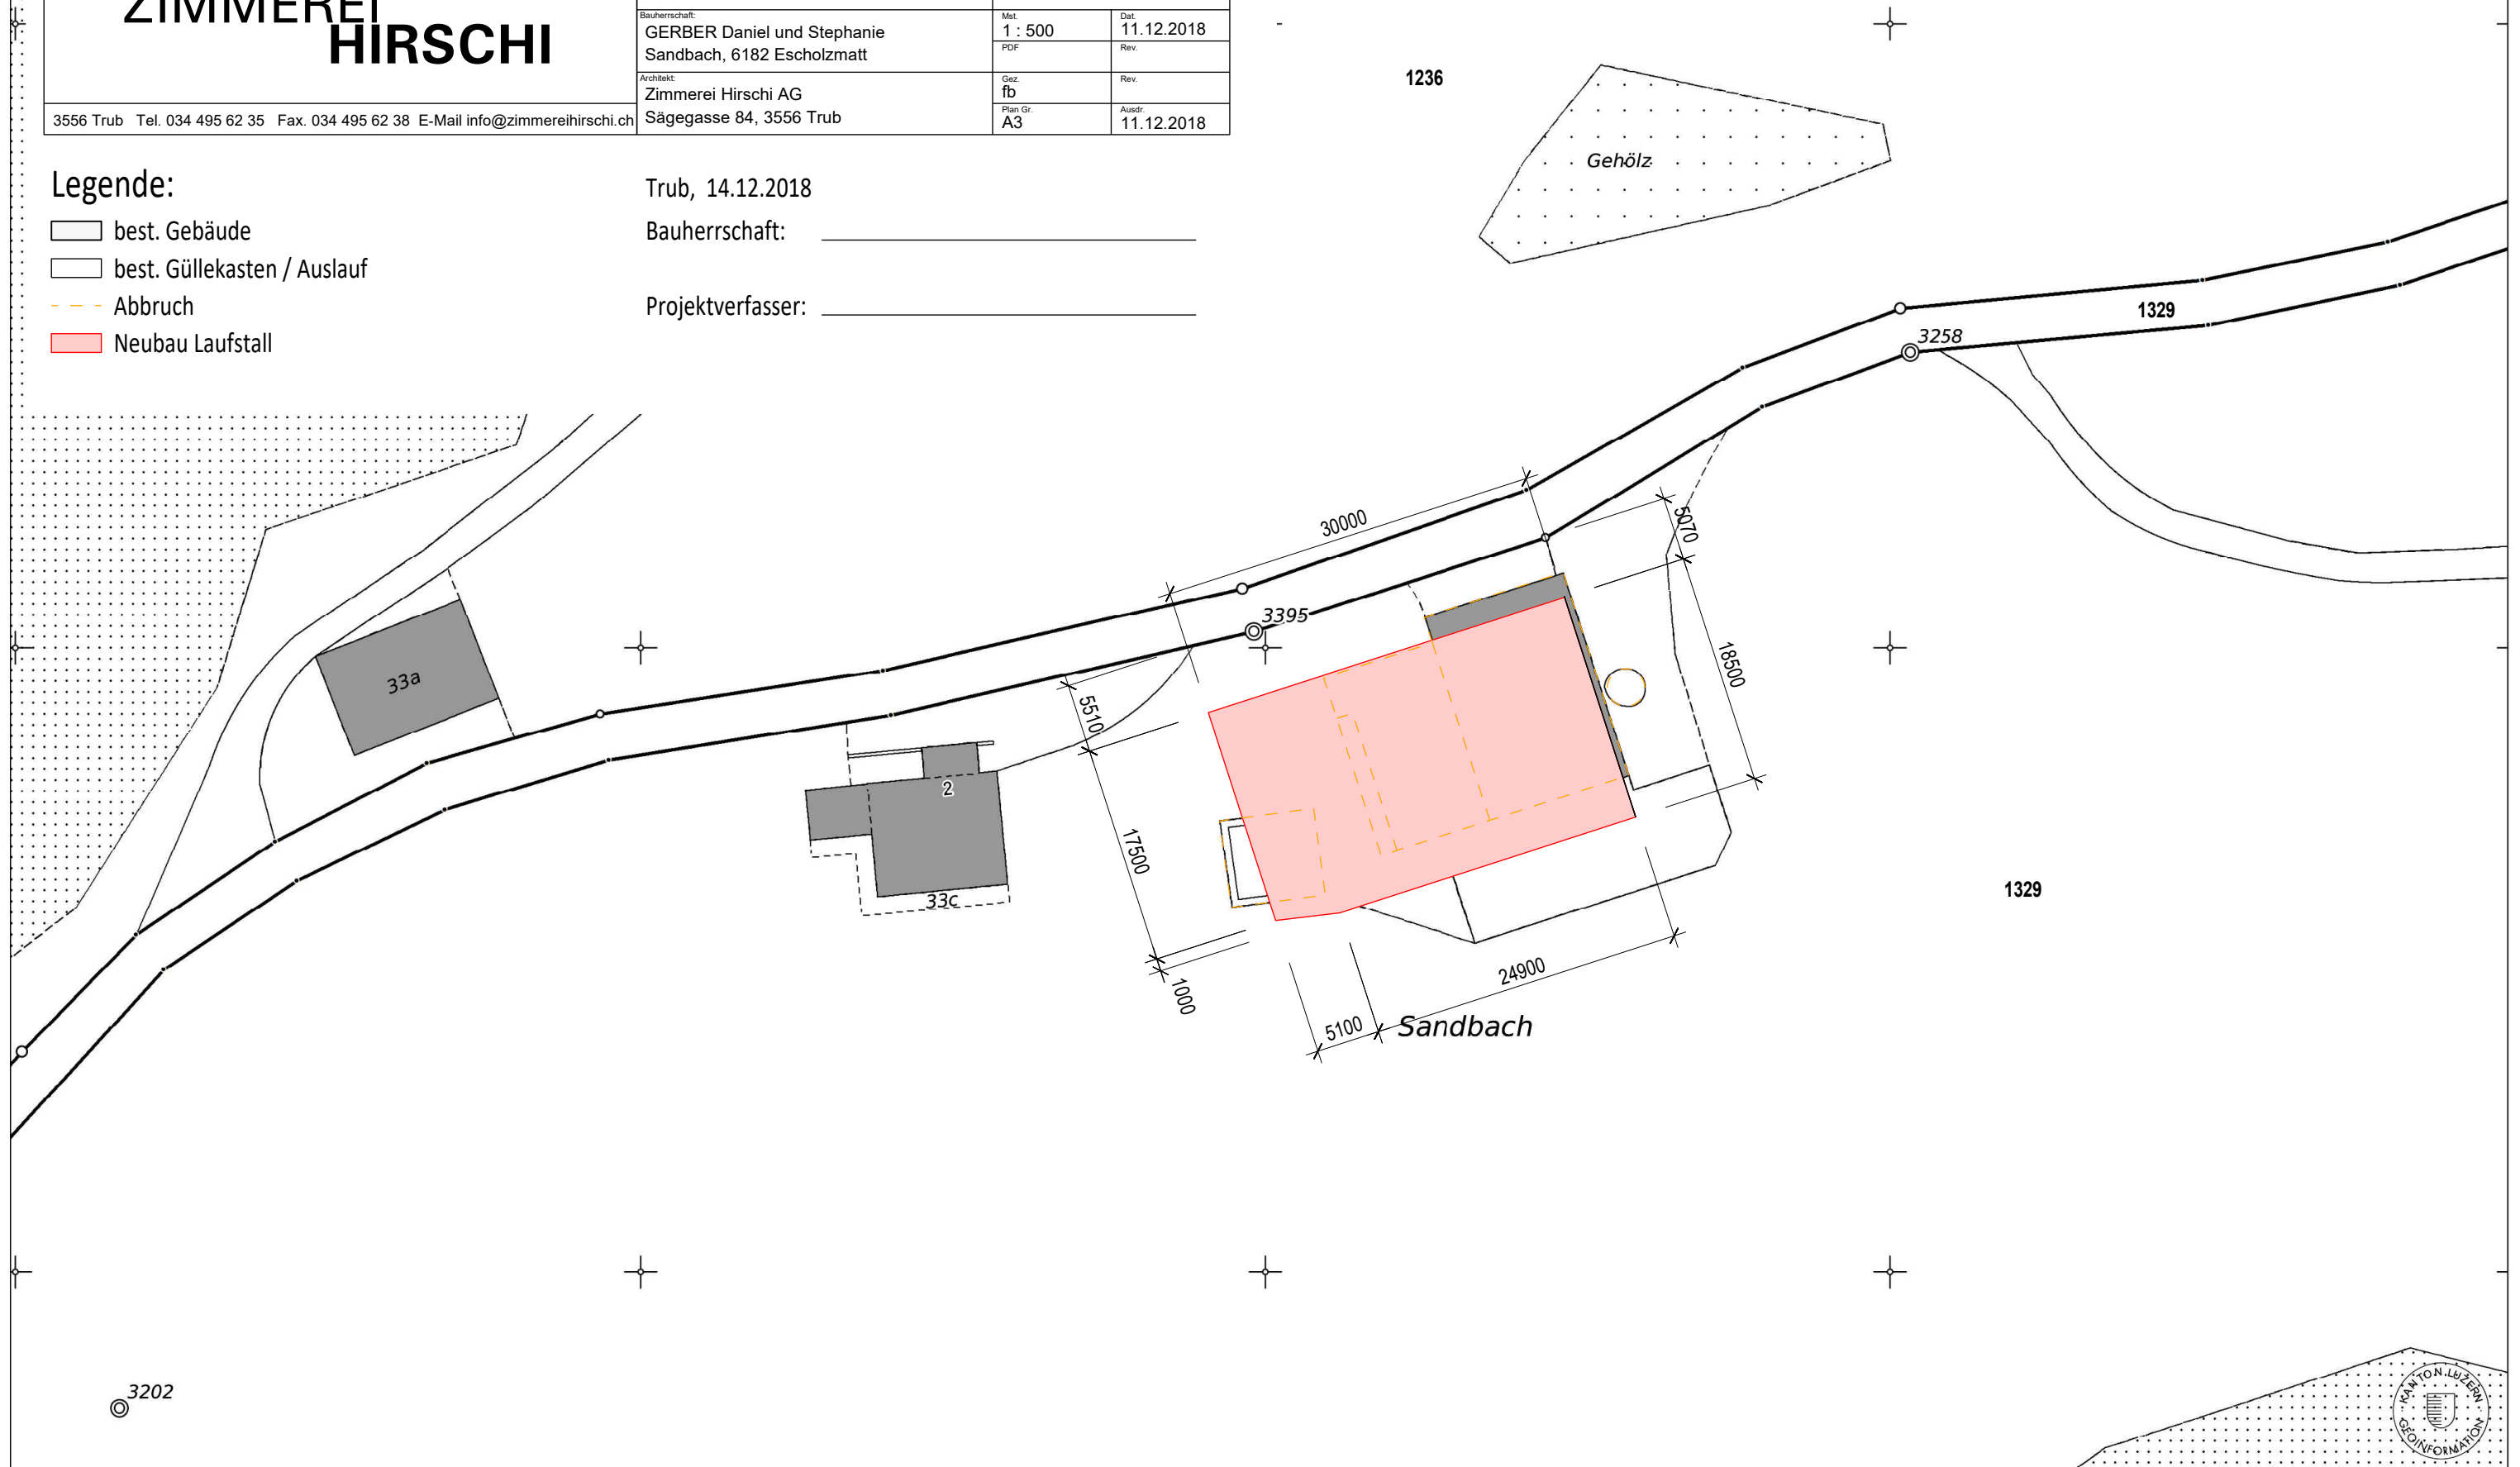 ZIMMEREI
HIRSCHI
3556 Trub Tel. 034 495 62 35 Fax. 034 495 62 38 E-Mail info@zimmereihirschi.ch
Bauherrschaft:
GERBER Daniel und Stephanie
Sandbach, 6182 Escholzmatt
Architekt:
Zimmerei Hirschi AG
Sägegasse 84, 3556 Trub
Mst.
1 : 500
Dat.
11.12.2018
PDF
Rev.
Gez.
fb
Rev.
Plan Gr.
A3
Ausdr.
11.12.2018
Legende:
best. Gebäude
best. Güllekasten / Auslauf
Abbruch
Neubau Laufstall
Trub, 14.12.2018
Bauherrschaft:
Projektverfasser:
1236
Gehölz
1329
3258
30000
5070
3395
18500
33a
5510
2
17500
33c
1329
24900
1000
5100
Sandbach
3202
KANTON LUZERN
GEOINFORMATION